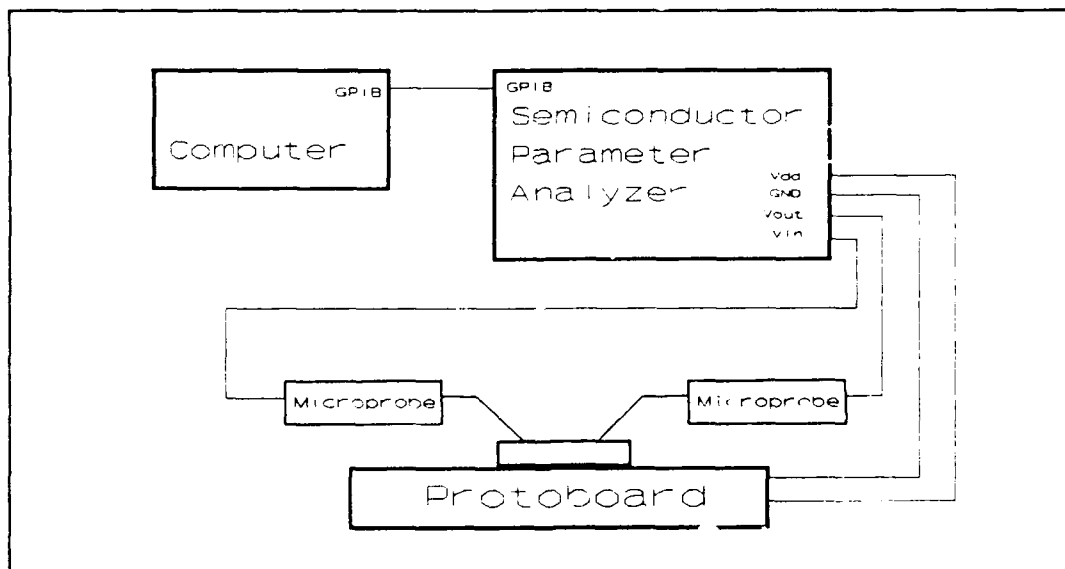 GPIB
Computer
GPIB
Semiconductor
Parameter
Analyzer
Vdd
GND
Vout
Vin
Microprobe
Microprobe
Protoboard